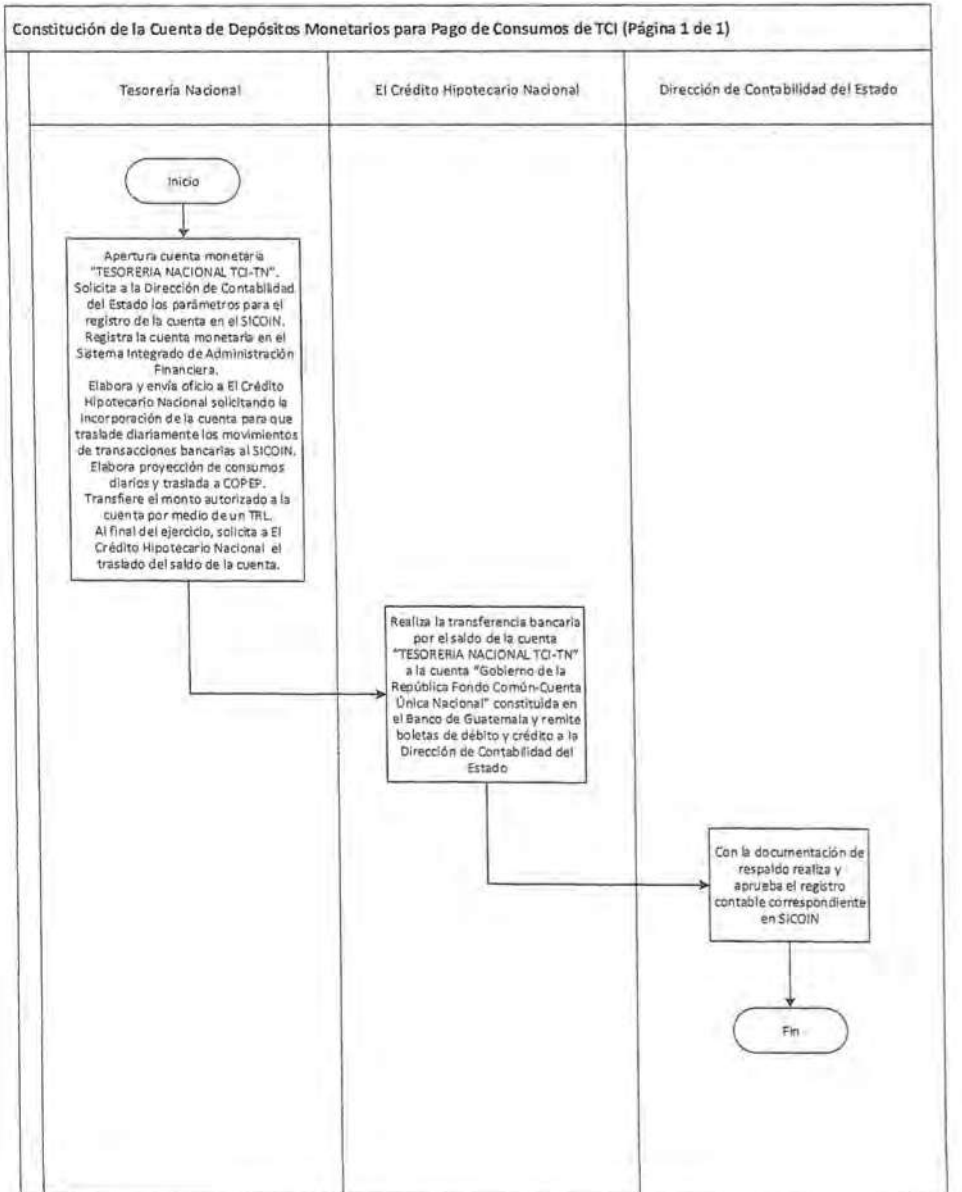 Constitución de la Cuenta de Depósitos Monetarios para Pago de Consumos de TCI (Página 1 de 1)
Tesorería Nacional
El Crédito Hipotecario Nacional
Dirección de Contabilidad del Estado
Inicio
Apertura cuenta monetaria
"TESORERIA NACIONAL TCI-TN".
Solicita a la Dirección de Contabilidad
del Estado los parámetros para el
registro de la cuenta en el SICOIN.
Registra la cuenta monetaria en el
Sistema Integrado de Administración
Financiera.
Elabora y envía oficio a El Crédito
Hipotecario Nacional solicitando la
incorporación de la cuenta para que
traslade diariamente los movimientos
de transacciones bancarias al SICOIN.
Elabora proyección de consumos
diarios y traslada a COPEP.
Transfiere el monto autorizado a la
cuenta por medio de un TRL.
Al final del ejercicio, solicita a El
Crédito Hipotecario Nacional el
traslado del saldo de la cuenta.
Realiza la transferencia bancaria
por el saldo de la cuenta
"TESORERIA NACIONAL TCI-TN"
a la cuenta "Gobierno de la
República Fondo Común-Cuenta
Única Nacional" constituida en
el Banco de Guatemala y remite
boletas de débito y crédito a la
Dirección de Contabilidad del
Estado
Con la documentación de
respaldo realiza y
aprueba el registro
contable correspondiente
en SICOIN
Fin